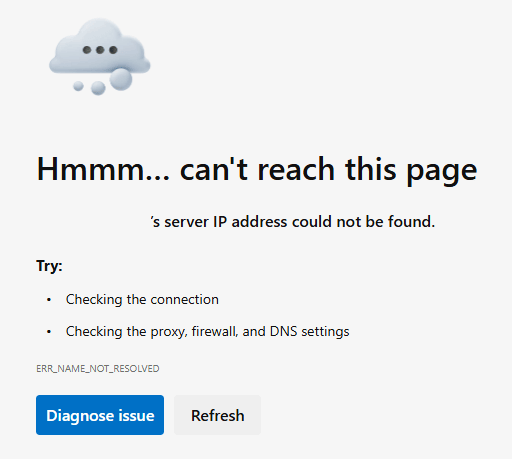 Hmmm... can't reach this page
's server IP address could not be found.
Try:
• Checking the connection
• Checking the proxy, firewall, and DNS settings
ERR_NAME_NOT_RESOLVED
Diagnose issue
Refresh